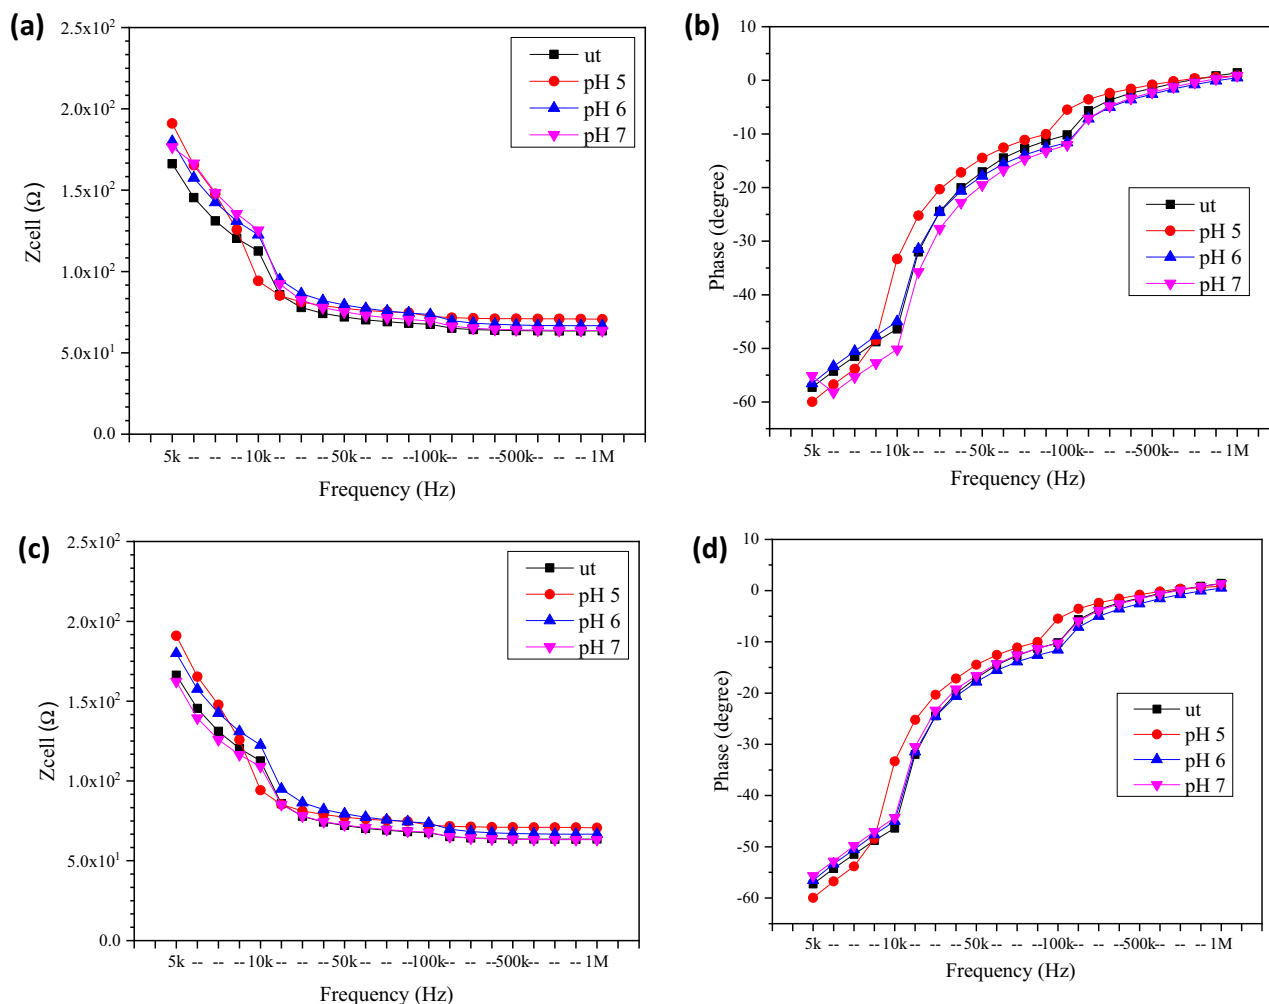 (a)
2.5x10²
2.0x10²
1.5x10²
1.0x10²
5.0x10¹
0.0
Zcell (Ω)
ut
pH 5
pH 6
pH 7
5k -- -- -- 10k -- -- -- 50k -- -- -- 100k -- -- -- 500k -- -- -- 1M
Frequency (Hz)
(b)
10
0
-10
-20
-30
-40
-50
-60
Phase (degree)
ut
pH 5
pH 6
pH 7
5k -- -- -- 10k -- -- -- 50k -- -- -- 100k -- -- -- 500k -- -- -- 1M
Frequency (Hz)
(c)
2.5x10²
2.0x10²
1.5x10²
1.0x10²
5.0x10¹
0.0
Zcell (Ω)
ut
pH 5
pH 6
pH 7
5k -- -- -- 10k -- -- -- 50k -- -- -- 100k -- -- -- 500k -- -- -- 1M
Frequency (Hz)
(d)
10
0
-10
-20
-30
-40
-50
-60
Phase (degree)
ut
pH 5
pH 6
pH 7
5k -- -- -- 10k -- -- -- 50k -- -- -- 100k -- -- -- 500k -- -- -- 1M
Frequency (Hz)